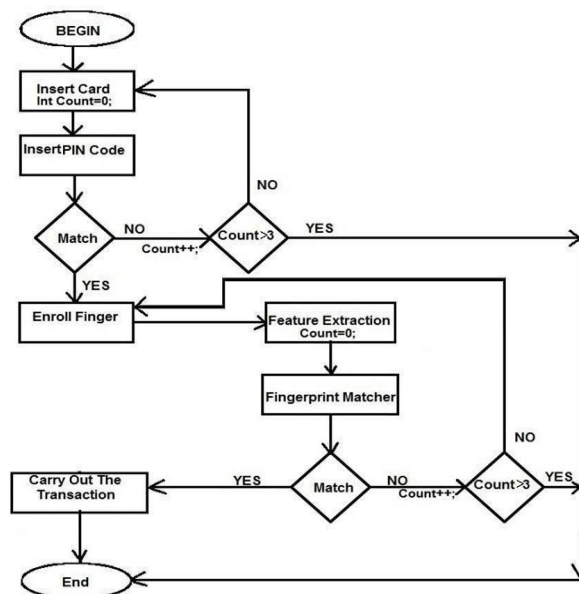 BEGIN
Insert Card
Int Count=0;
InsertPIN Code
NO
Match
NO
Count++;
Count>3
YES
YES
Enroll Finger
Feature Extraction
Count=0;
Fingerprint Matcher
NO
Carry Out The
Transaction
YES
Match
NO
Count++;
Count>3
YES
End